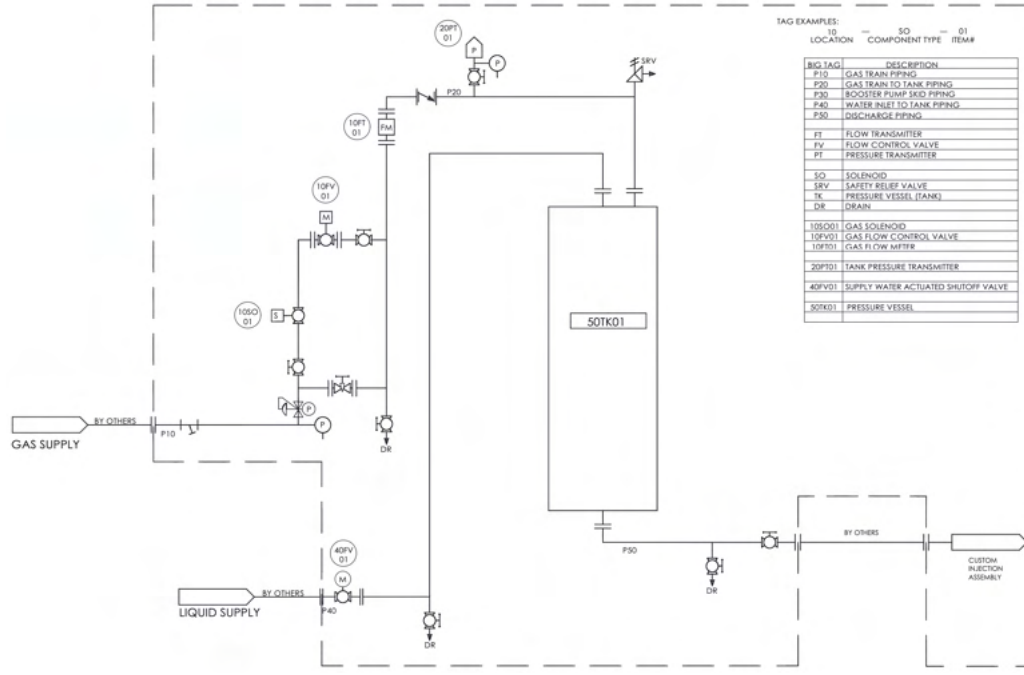 TAG EXAMPLES:
10 — SO — 01
LOCATION COMPONENT TYPE ITEM#
BIG TAG DESCRIPTION
P10 GAS TRAIN PIPING
P20 GAS TRAIN TO TANK PIPING
P30 BOOSTER PUMP SKID PIPING
P40 WATER INLET TO TANK PIPING
P50 DISCHARGE PIPING
FT FLOW TRANSMITTER
FV FLOW CONTROL VALVE
PT PRESSURE TRANSMITTER
SO SOLENOID
SRV SAFETY RELIEF VALVE
TK PRESSURE VESSEL (TANK)
DR DRAIN
10SO01 GAS SOLENOID
10FV01 GAS FLOW CONTROL VALVE
10FT01 GAS FLOW METER
20PT01 TANK PRESSURE TRANSMITTER
40FV01 SUPPLY WATER ACTUATED SHUTOFF VALVE
50TK01 PRESSURE VESSEL
20PT
01
P
P
SRV
P20
10FT
01
FM
10FV
01
M
10SO
01
S
50TK01
P
P
BY OTHERS
P10
GAS SUPPLY
DR
40FV
01
M
BY OTHERS
P40
LIQUID SUPPLY
DR
P50
DR
BY OTHERS
CUSTOM
INJECTION
ASSEMBLY